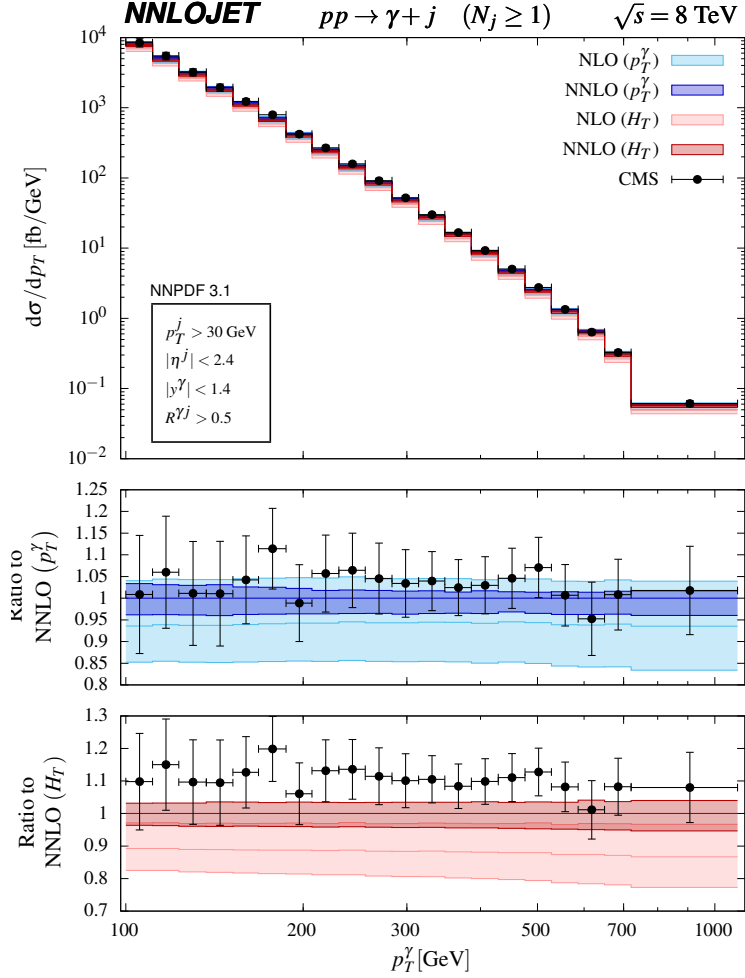 NNLOJET pp → γ + j (N_j ≥ 1) √s = 8 TeV
10^4
10^3
10^2
10^1
10^0
10^−1
10^−2
dσ/dp_T [fb/GeV]
NLO (p_T^γ)
NNLO (p_T^γ)
NLO (H_T)
NNLO (H_T)
CMS
NNPDF 3.1
p_T^j > 30 GeV
|η^j| < 2.4
|y^γ| < 1.4
R^γj > 0.5
1.25
1.2
1.15
1.1
1.05
1.0
0.95
0.9
0.85
0.8
Ratio to
NNLO (p_T^γ)
1.3
1.2
1.1
1
0.9
0.8
0.7
Ratio to
NNLO (H_T)
100 200 300 500 700 1000
p_T^γ [GeV]